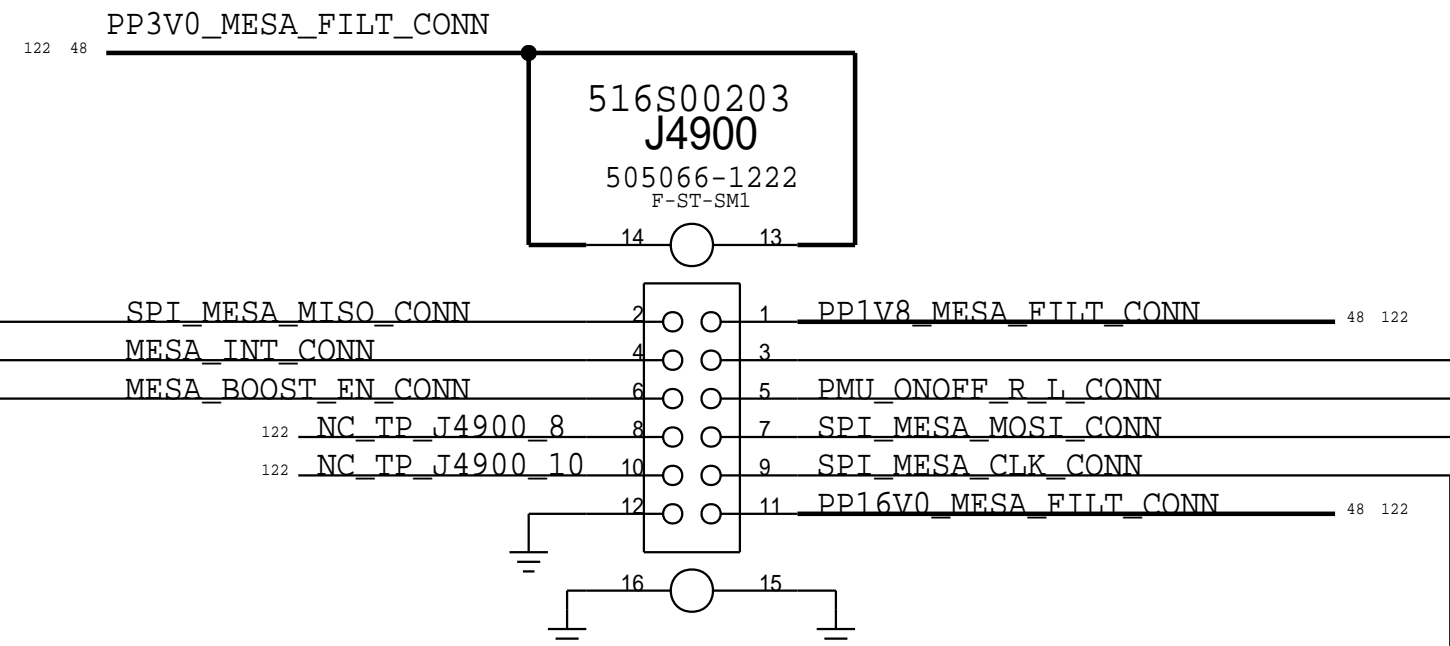 PP3V0_MESA_FILT_CONN
122 48
516S00203
J4900
505066-1222
F-ST-SM1
14 13
SPI_MESA_MISO_CONN 2 1 PP1V8_MESA_FILT_CONN 48 122
MESA_INT_CONN 4 3
MESA_BOOST_EN_CONN 6 5 PMU_ONOFF_R_L_CONN
122 NC_TP_J4900_8 8 7 SPI_MESA_MOSI_CONN
122 NC_TP_J4900_10 10 9 SPI_MESA_CLK_CONN
12 11 PP16V0_MESA_FILT_CONN 48 122
16 15